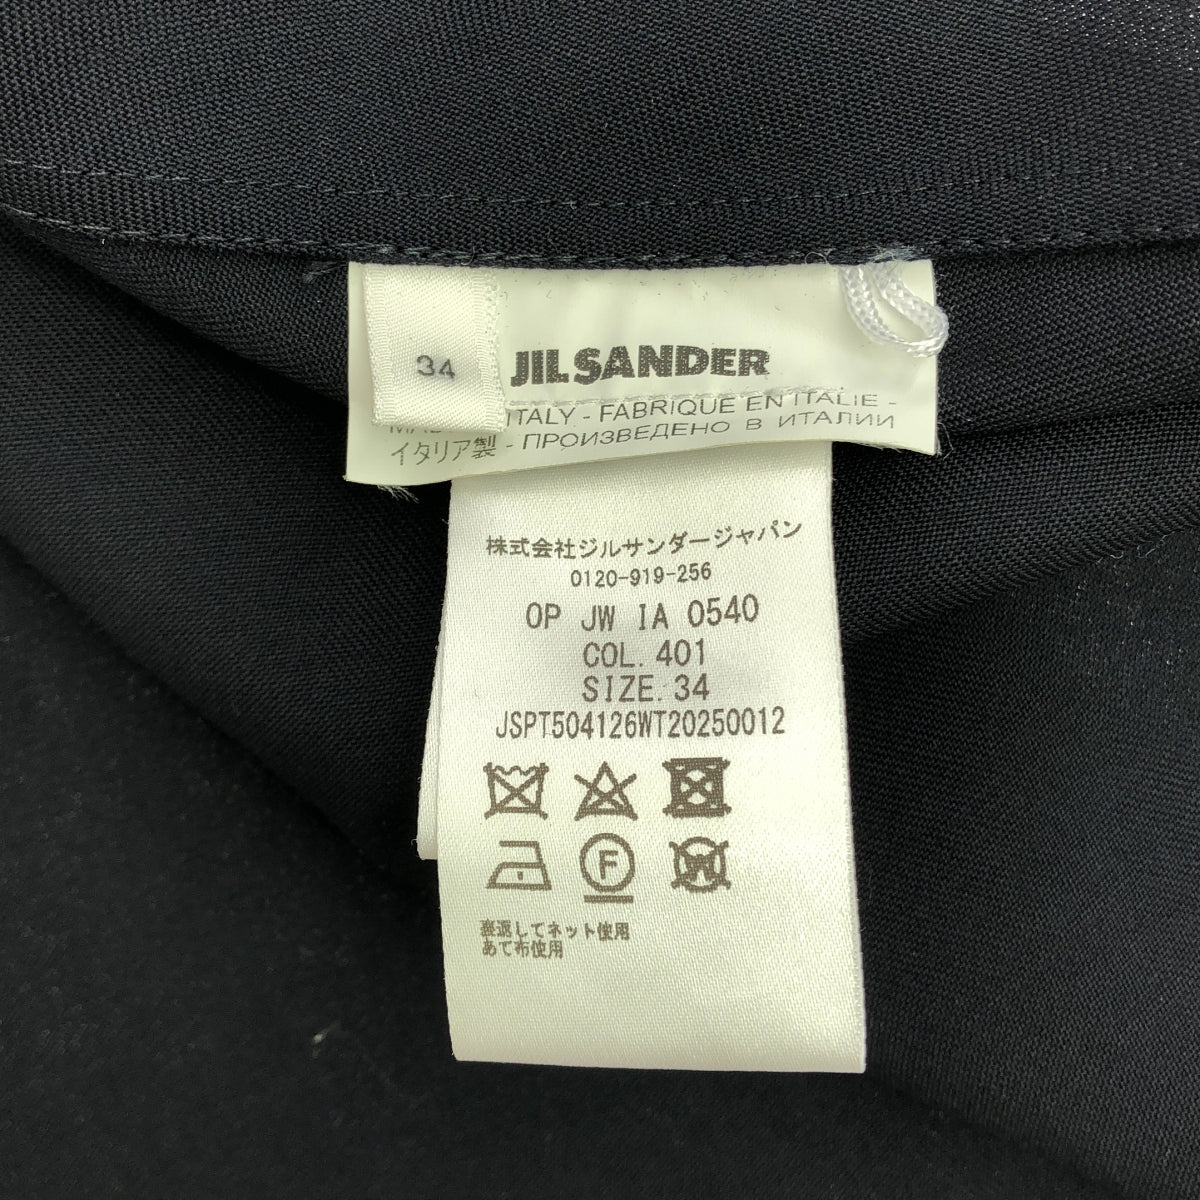 34
JIL SANDER
ITALY - FABRIQUE EN ITALIE -
イタリア製 - ПРОИЗВЕДЕНО В ИТАЛИИ
株式会社ジルサンダージャパン
0120-919-256
OP JW IA 0540
COL. 401
SIZE. 34
JSPT504126WT20250012
F
W
裏返してネット使用
あて布使用